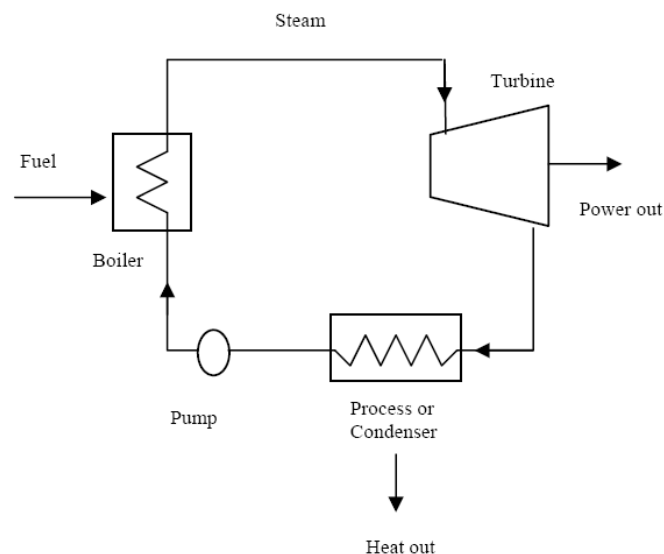 Steam
Turbine
Fuel
Power out
Boiler
Pump
Process or
Condenser
Heat out